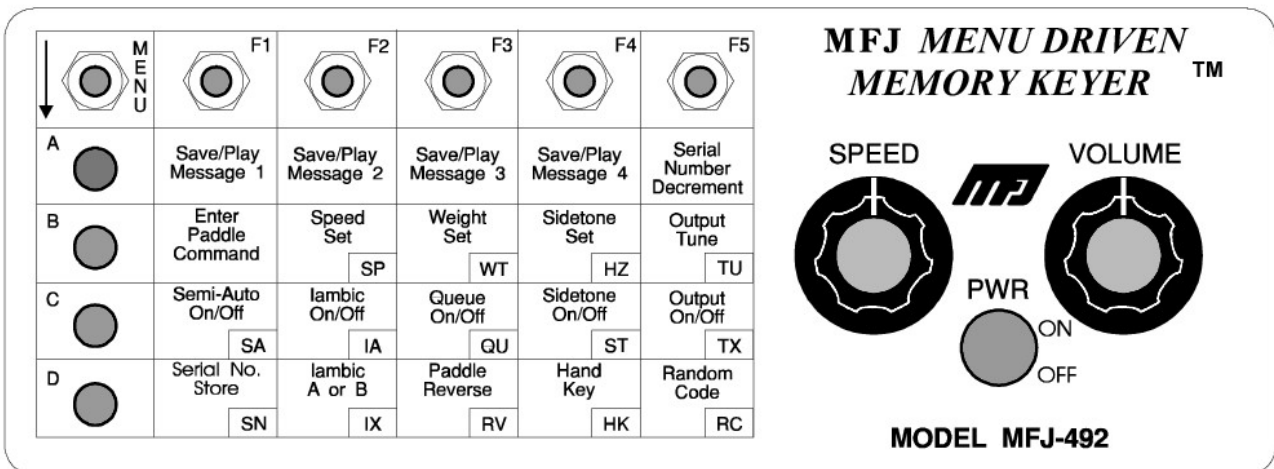 MENU
F1
F2
F3
F4
F5
A
Save/Play
Message 1
Save/Play
Message 2
Save/Play
Message 3
Save/Play
Message 4
Serial
Number
Decrement
B
Enter
Paddle
Command
Speed
Set
SP
Weight
Set
WT
Sidetone
Set
HZ
Output
Tune
TU
C
Semi-Auto
On/Off
SA
Iambic
On/Off
IA
Queue
On/Off
QU
Sidetone
On/Off
ST
Output
On/Off
TX
D
Serial No.
Store
SN
Iambic
A or B
IX
Paddle
Reverse
RV
Hand
Key
HK
Random
Code
RC
MFJ MENU DRIVEN
MEMORY KEYER TM
SPEED
MFJ
VOLUME
PWR
ON
OFF
MODEL MFJ-492